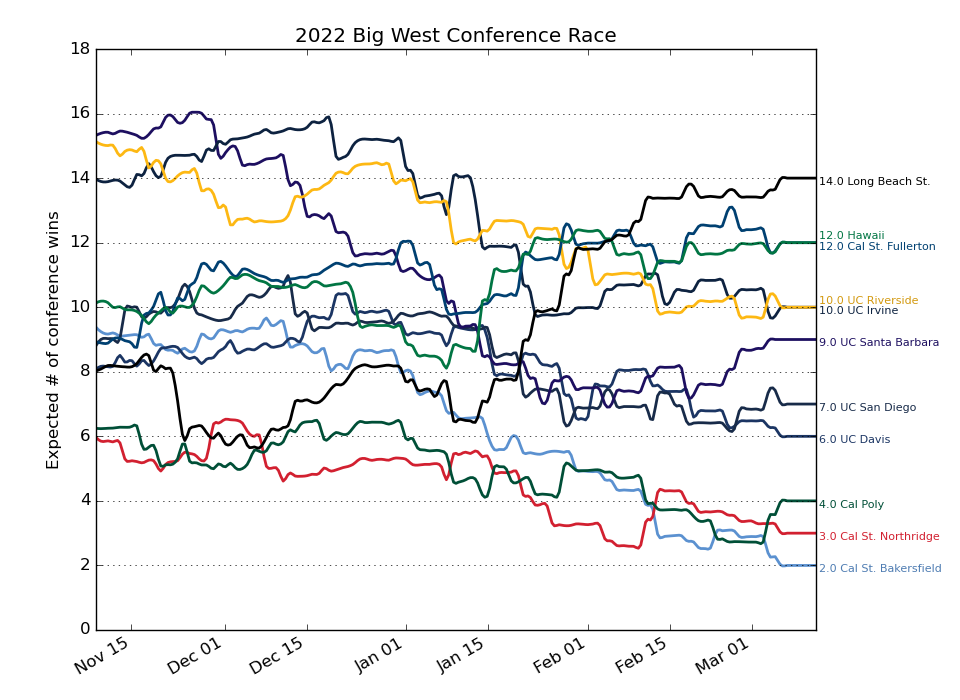 2022 Big West Conference Race
Expected # of conference wins
18
16
14
12
10
8
6
4
2
0
Nov 15
Dec 01
Dec 15
Jan 01
Jan 15
Feb 01
Feb 15
Mar 01
14.0 Long Beach St.
12.0 Hawaii
12.0 Cal St. Fullerton
10.0 UC Riverside
10.0 UC Irvine
9.0 UC Santa Barbara
7.0 UC San Diego
6.0 UC Davis
4.0 Cal Poly
3.0 Cal St. Northridge
2.0 Cal St. Bakersfield